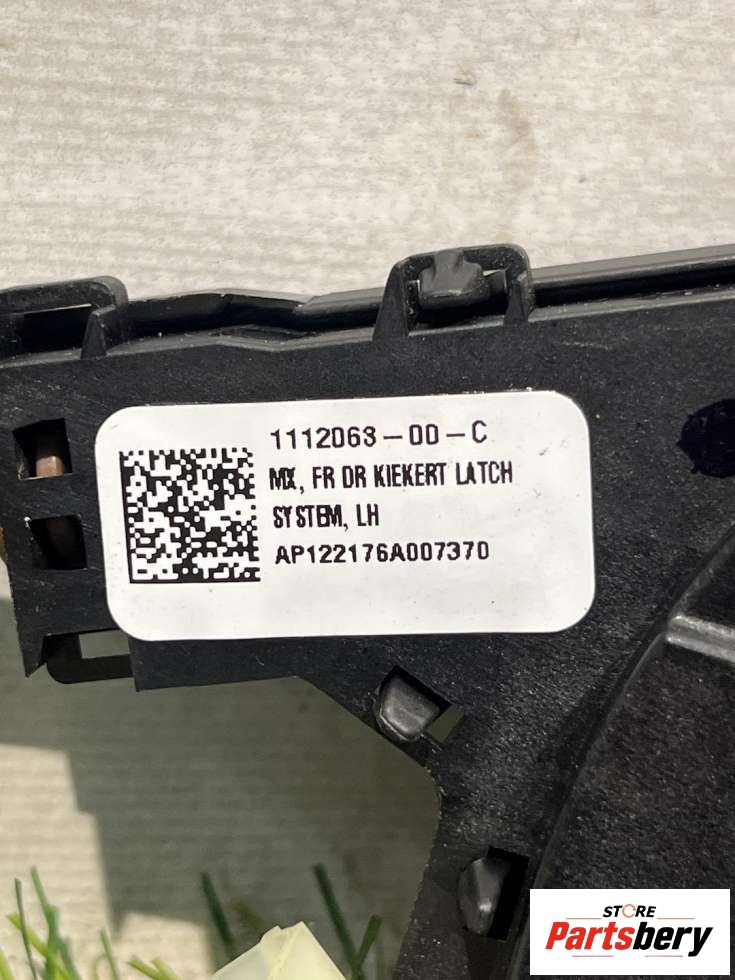 1112063-00-C
MX, FR DR KIEKERT LATCH
SYSTEM, LH
AP122176A007370
STORE
Partsbery